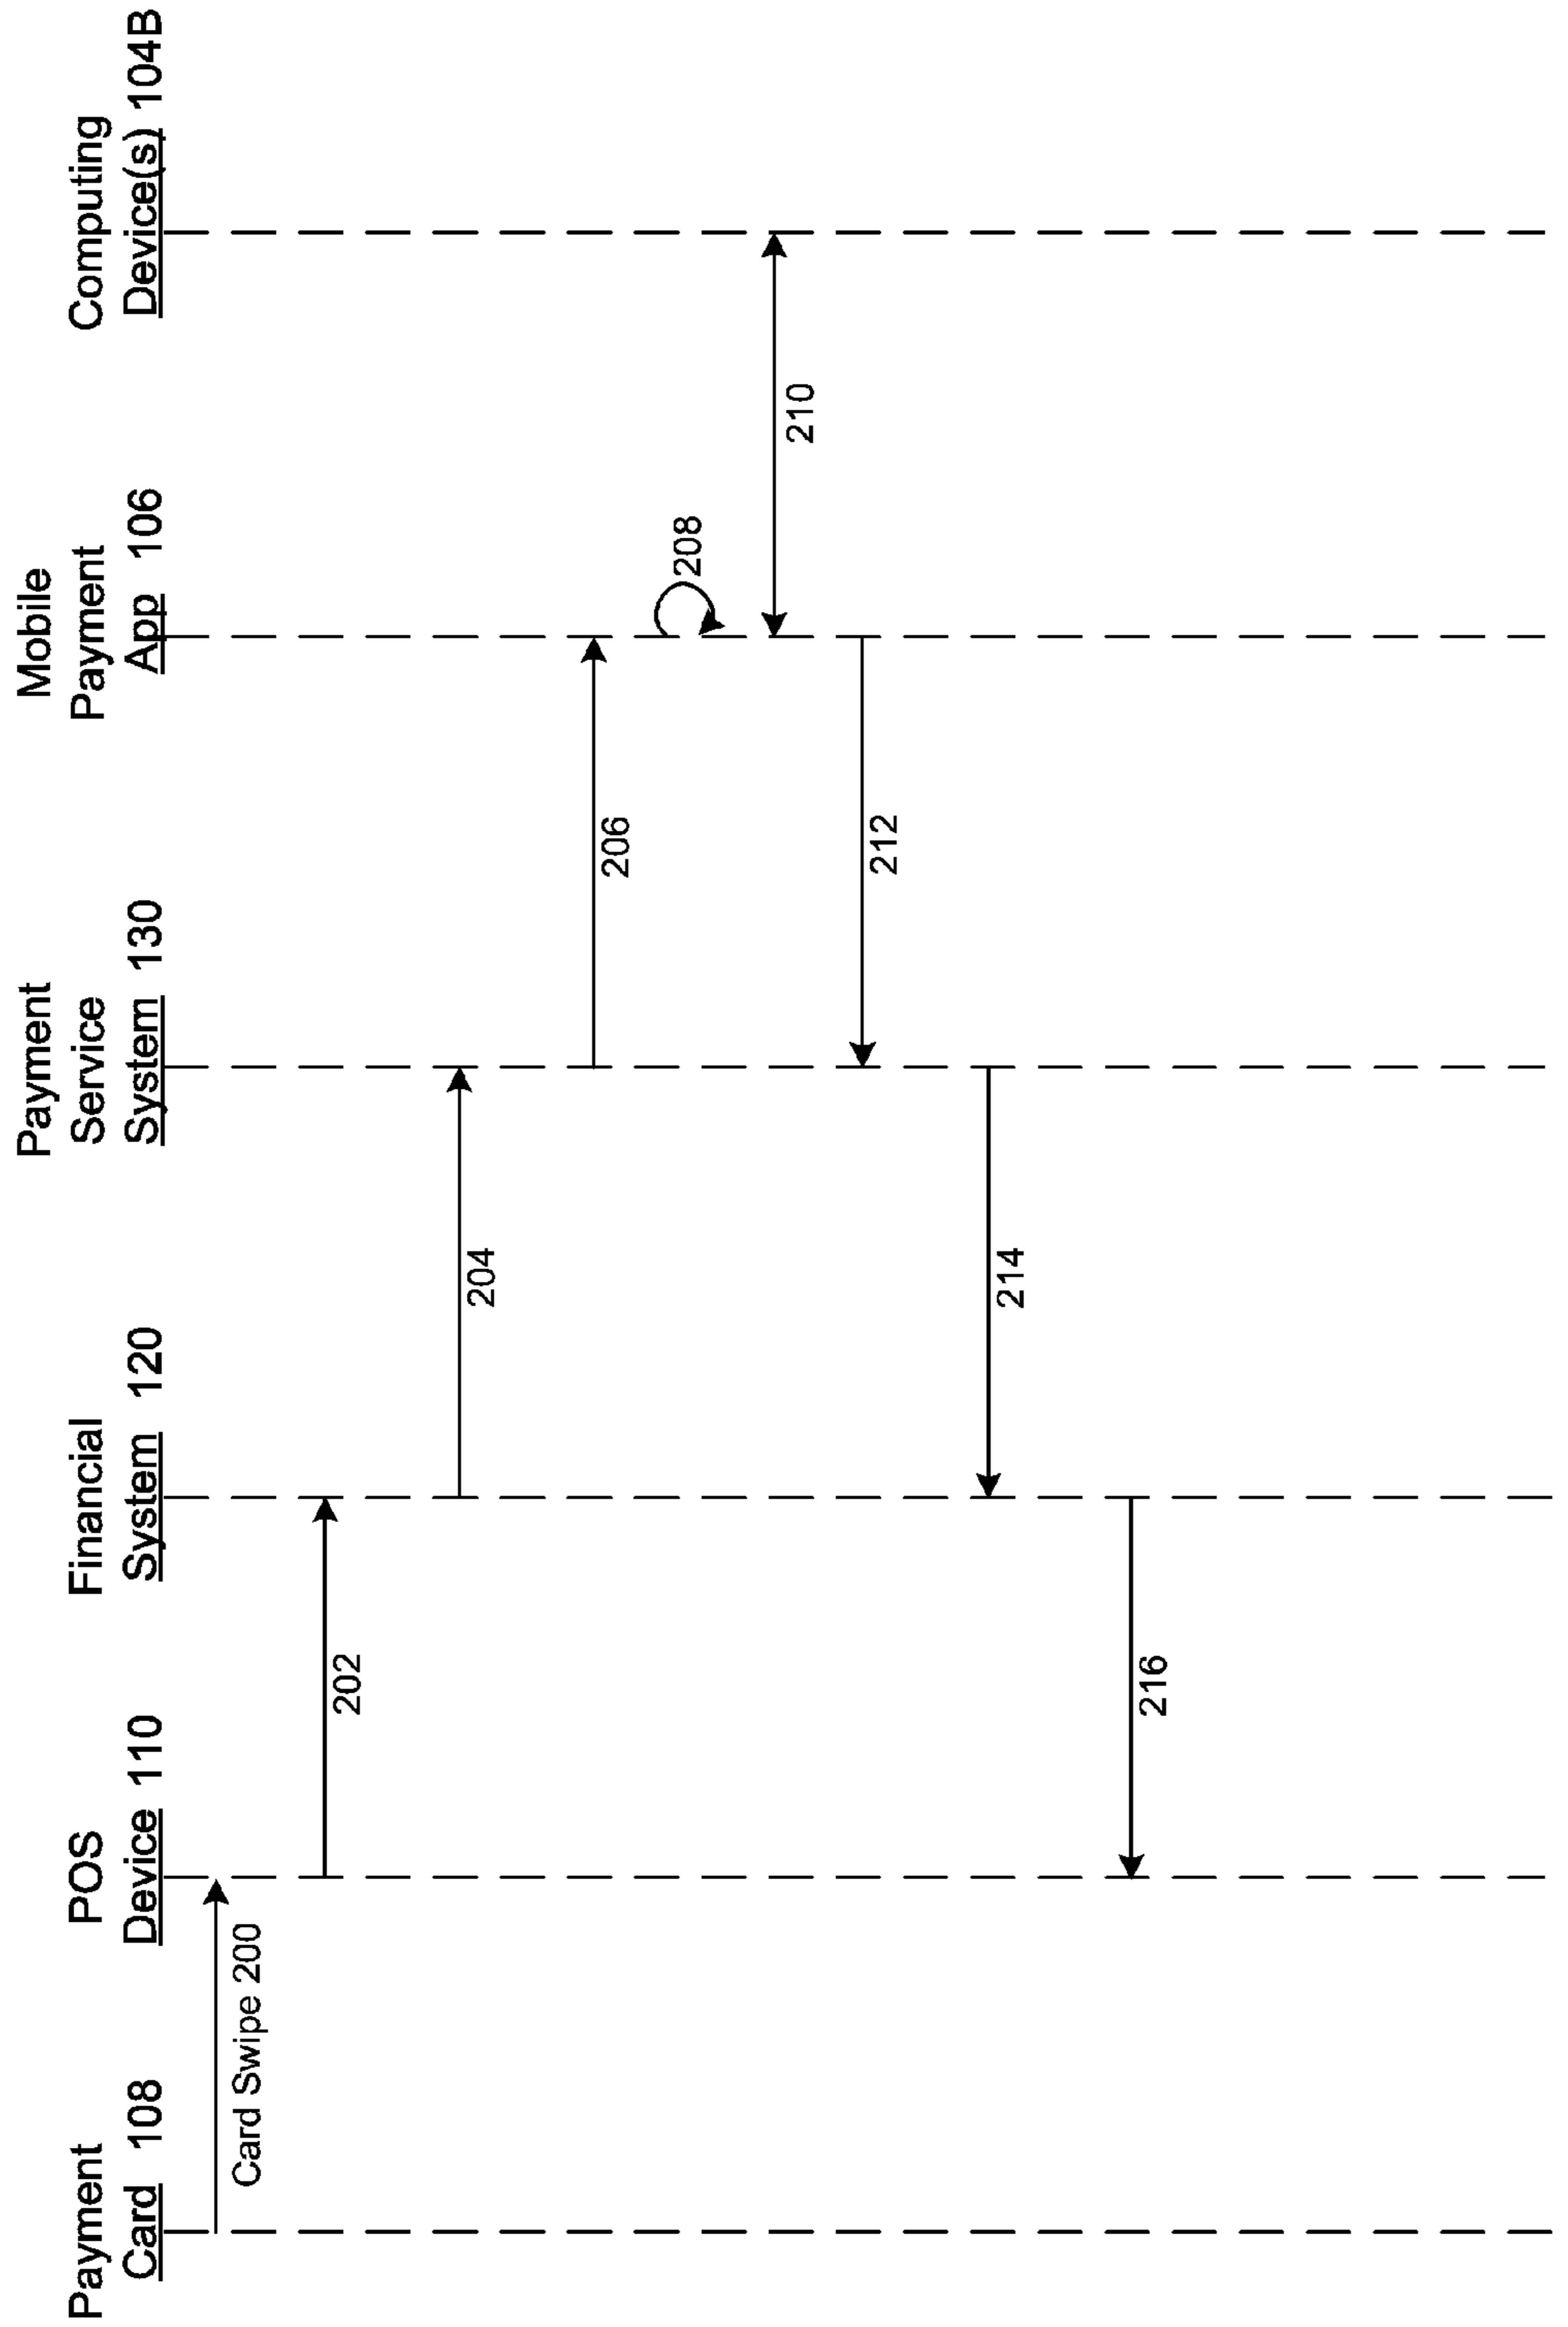 Payment
Card 108
POS
Device 110
Financial
System 120
Payment
Service
System 130
Mobile
Payment
App 106
Computing
Device(s) 104B
Card Swipe 200
202
204
206
208
210
212
214
216